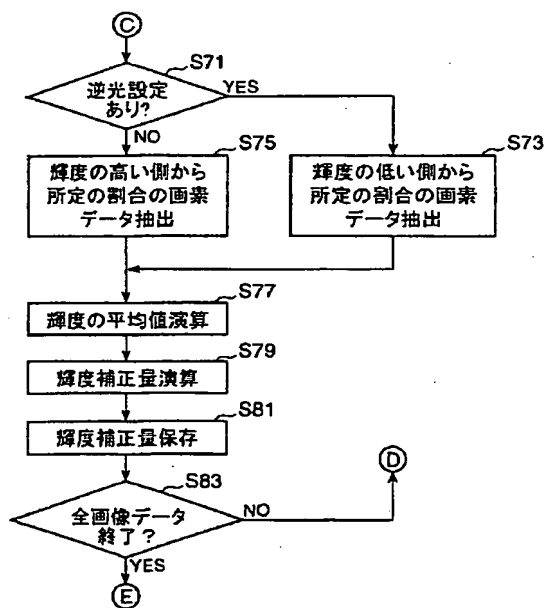 C
S71
逆光設定
あり?
YES
NO
S75
S73
輝度の高い側から
所定の割合の画素
データ抽出
輝度の低い側から
所定の割合の画素
データ抽出
S77
輝度の平均値演算
S79
輝度補正量演算
S81
輝度補正量保存
S83
D
全画像データ
終了?
NO
YES
E